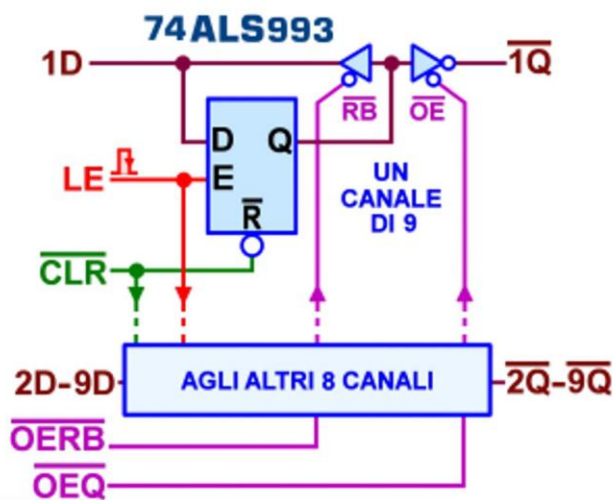 74ALS993
1D
1Q̅
RB̅
OE̅
D Q
LE E
R̅
UN
CANALE
DI 9
CLR̅
2D-9D
AGLI ALTRI 8 CANALI
2Q̅-9Q̅
OERB̅
OEQ̅